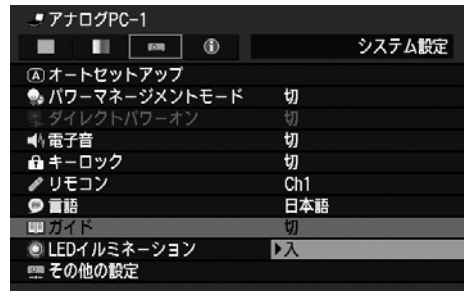 アナログPC-1
システム設定
Ⓐ オートセットアップ
パワーマネージメントモード 切
ダイレクトパワーオン 切
電子音 切
キーロック 切
リモコン Ch1
言語 日本語
ガイド 切
LEDイルミネーション ▶入
その他の設定